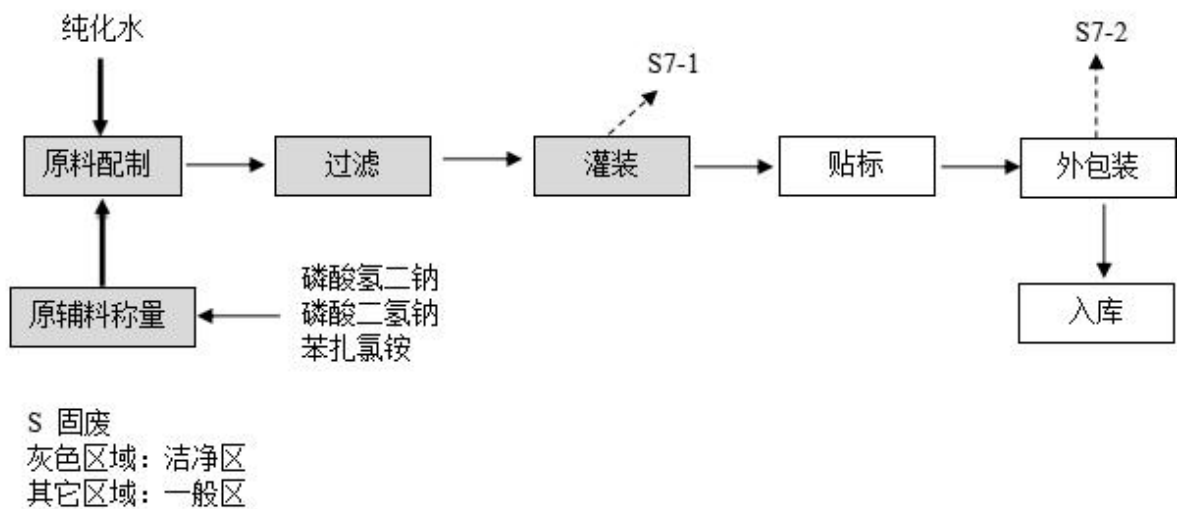 纯化水
S7-1
S7-2
原料配制
过滤
灌装
贴标
外包装
原辅料称量
磷酸氢二钠
磷酸二氢钠
苯扎氯铵
入库
S 固废
灰色区域：洁净区
其它区域：一般区